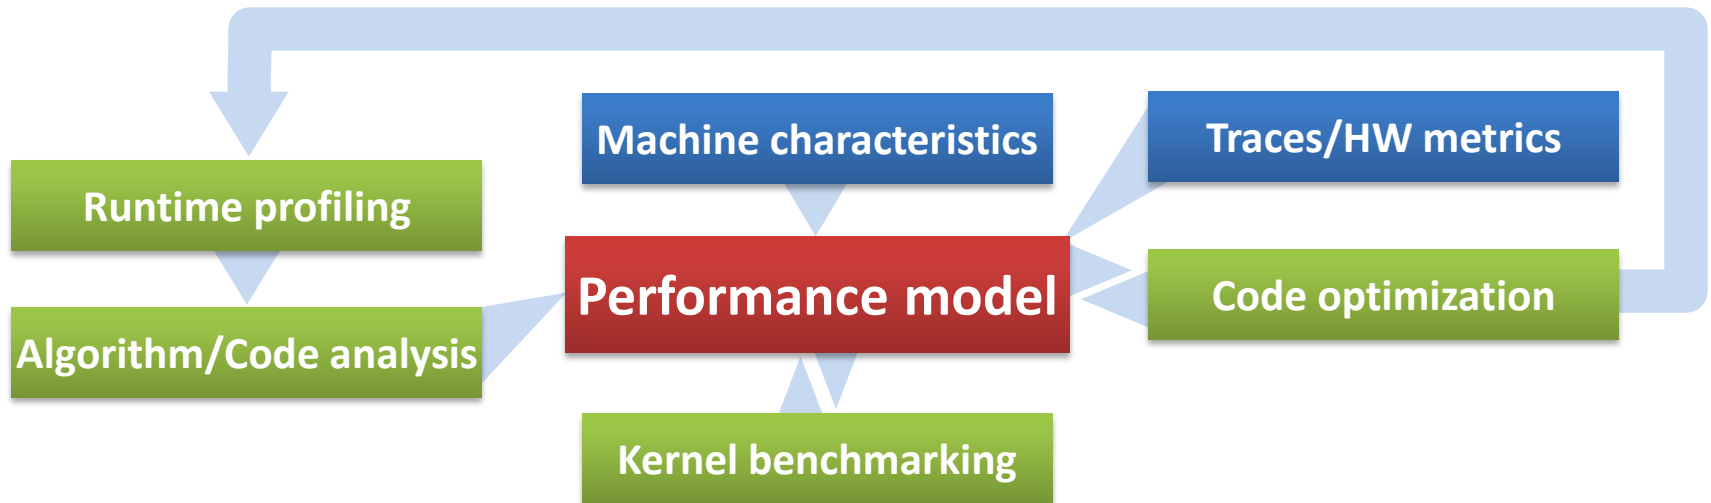 Machine characteristics
Traces/HW metrics
Runtime profiling
Performance model
Code optimization
Algorithm/Code analysis
Kernel benchmarking